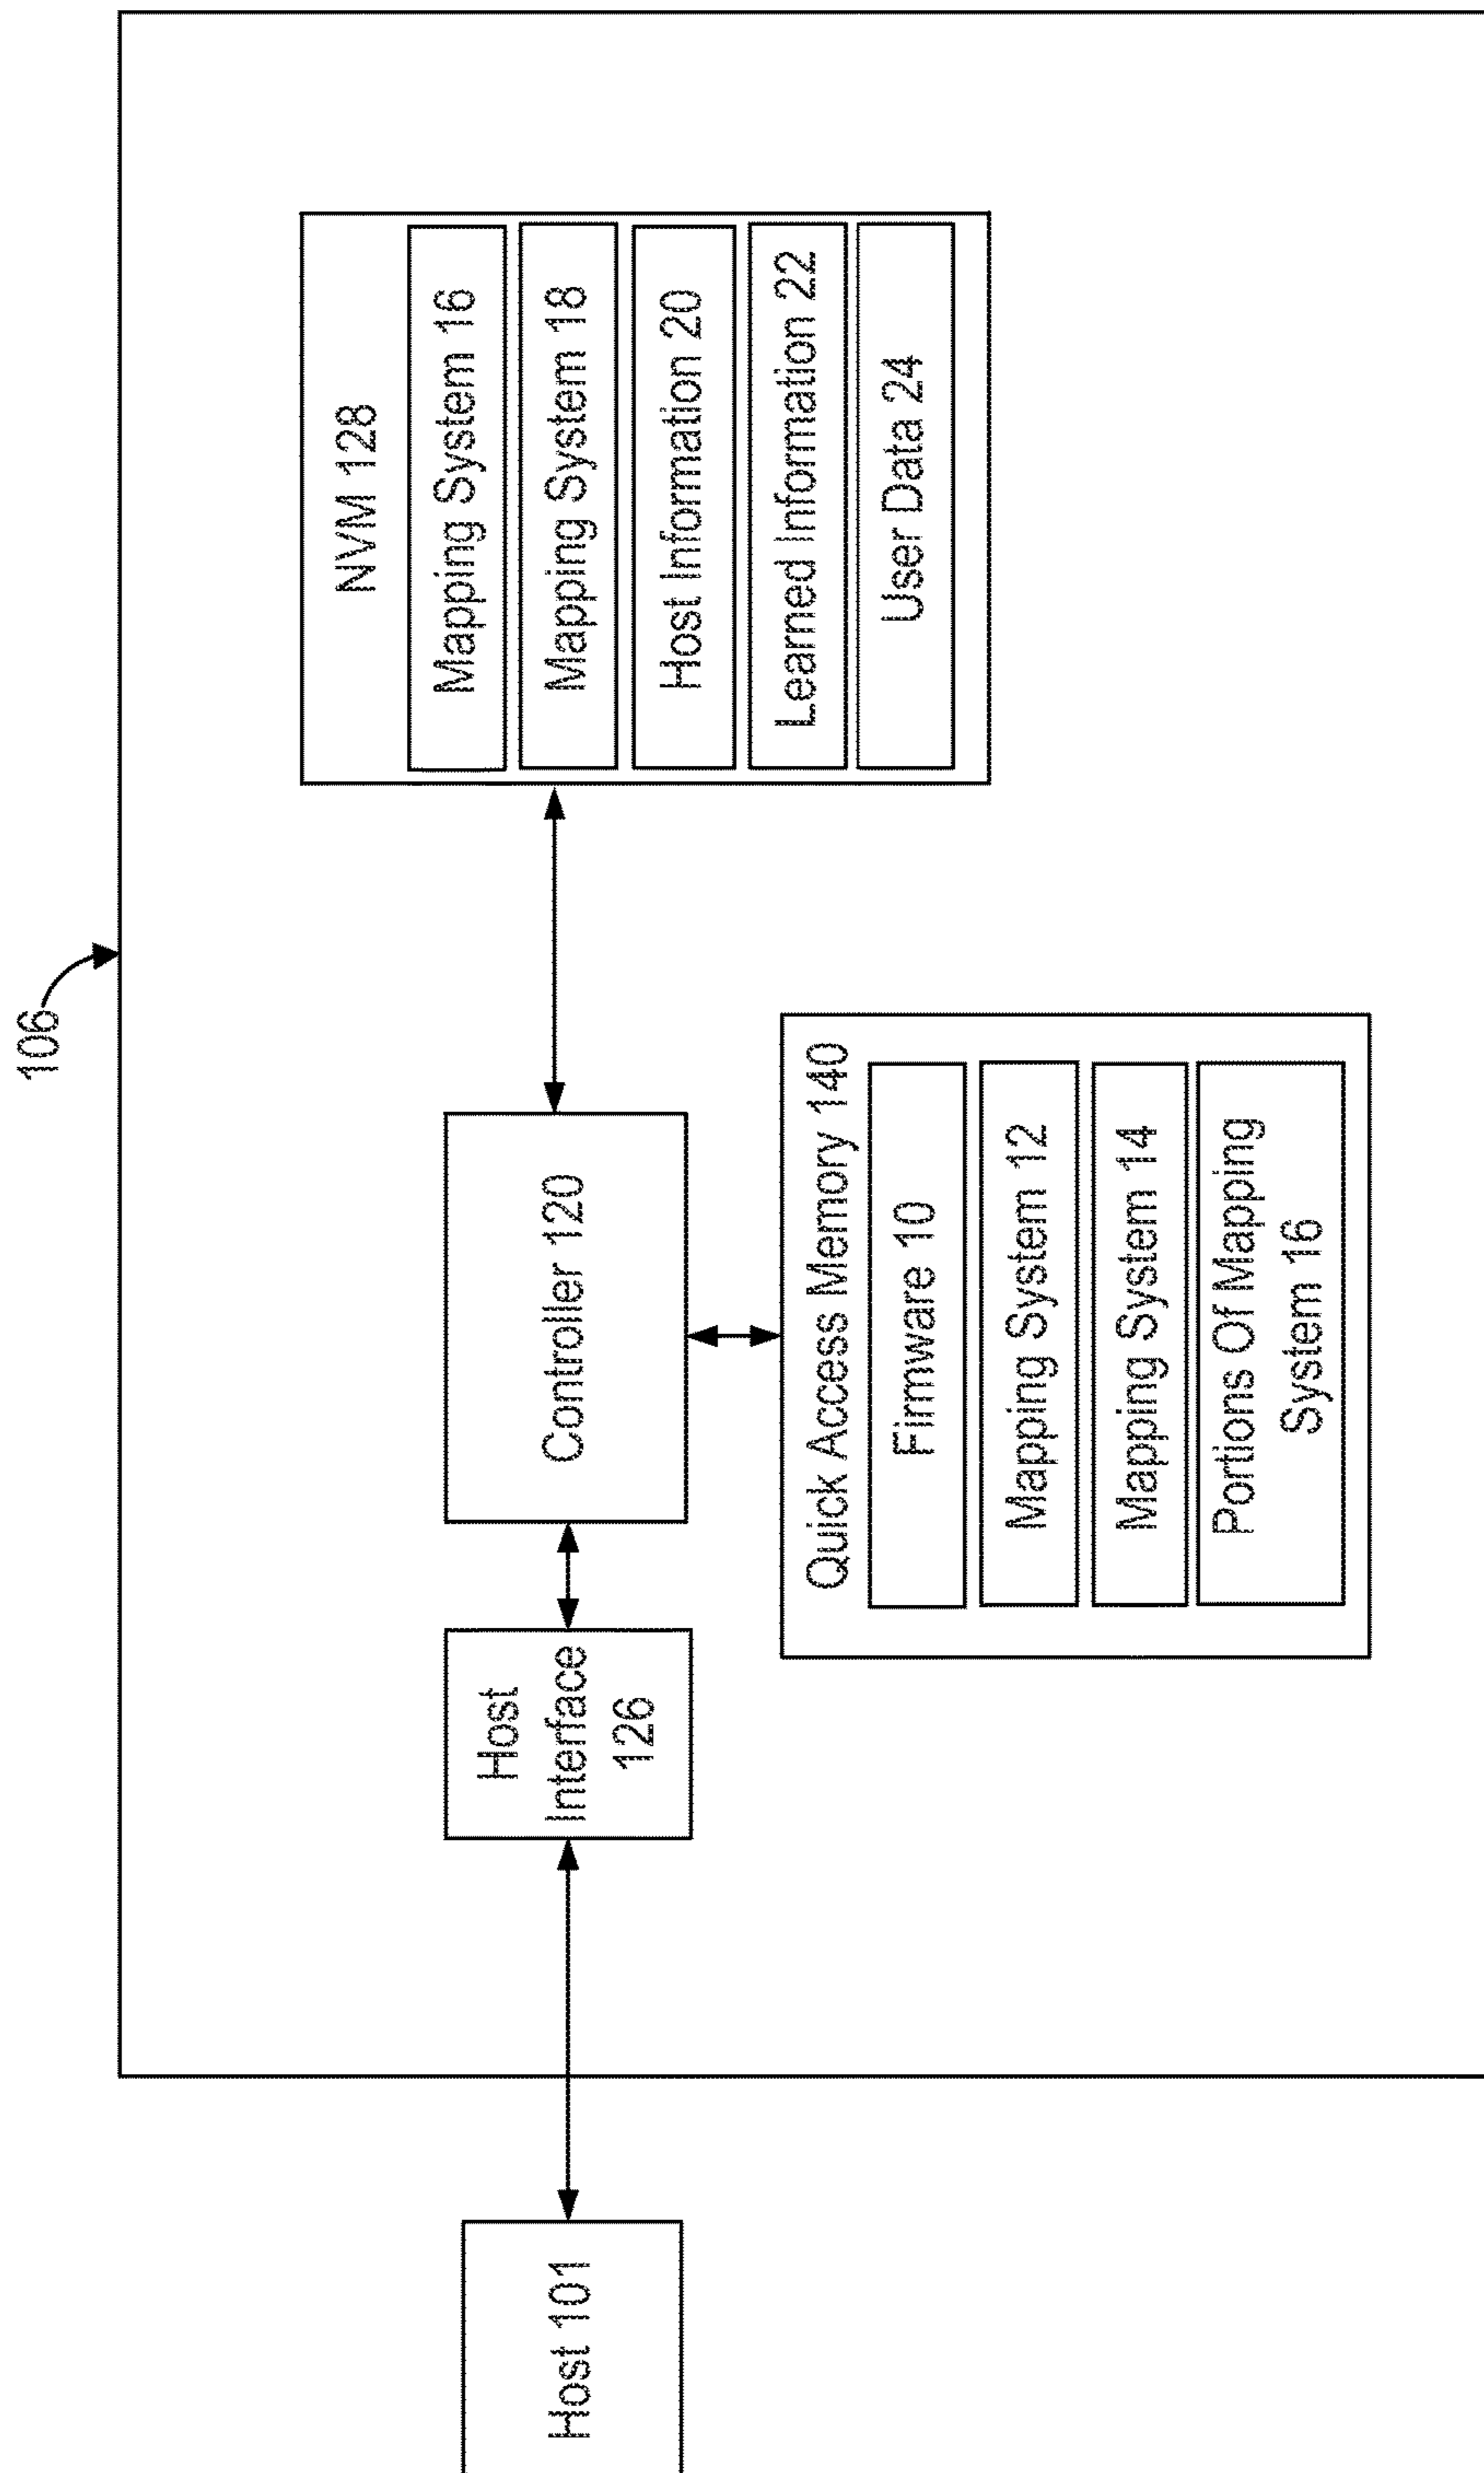 106
Host 101
Host
Interface
126
Controller 120
NVM 128
Mapping System 16
Mapping System 18
Host Information 20
Learned Information 22
User Data 24
Quick Access Memory 140
Firmware 10
Mapping System 12
Mapping System 14
Portions Of Mapping
System 16